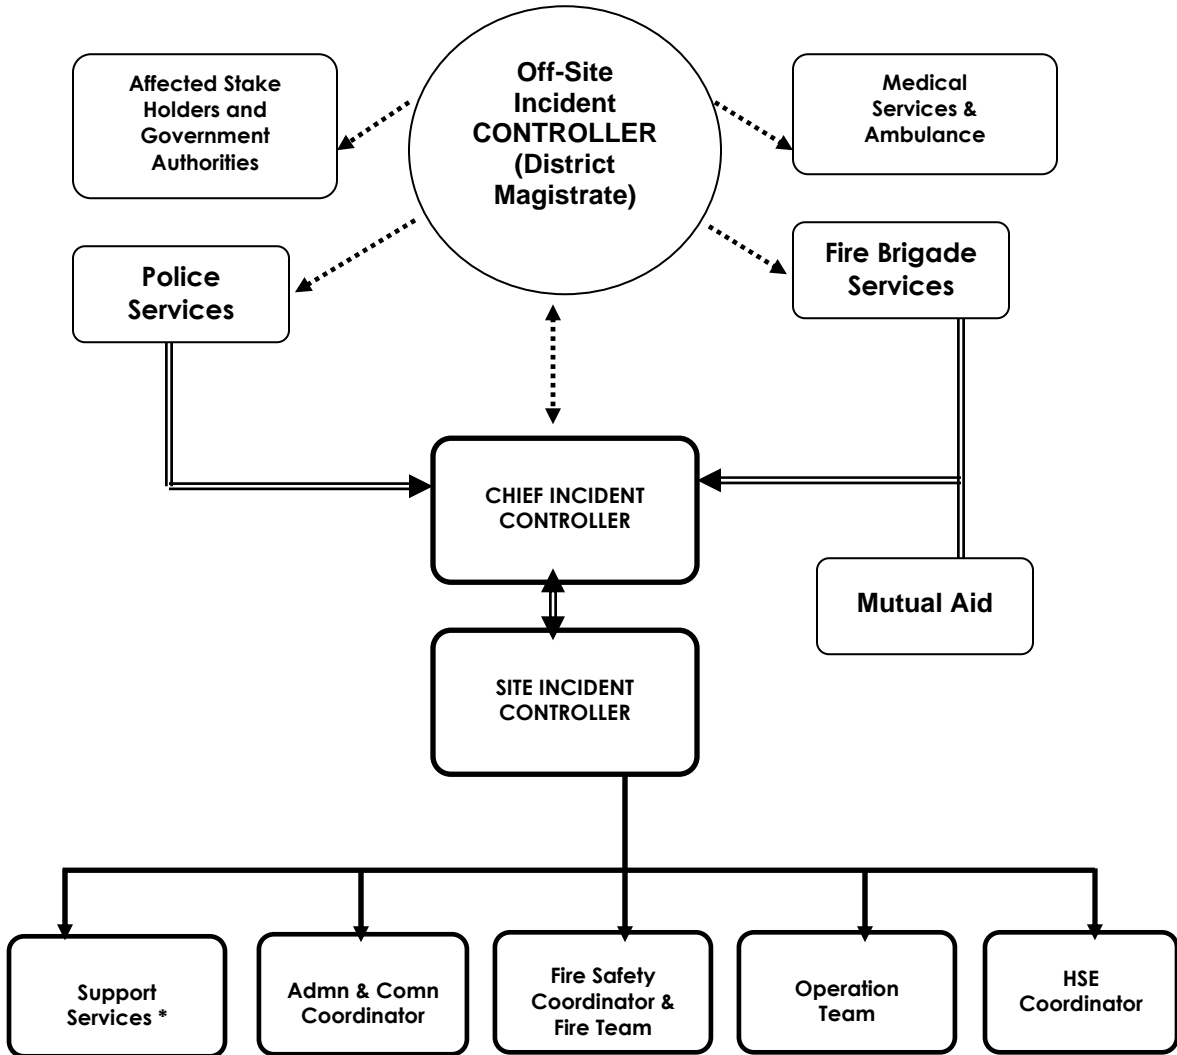 Affected Stake
Holders and
Government
Authorities
Off-Site
Incident
CONTROLLER
(District
Magistrate)
Medical
Services &
Ambulance
Police
Services
Fire Brigade
Services
CHIEF INCIDENT
CONTROLLER
Mutual Aid
SITE INCIDENT
CONTROLLER
Support
Services *
Admn & Comn
Coordinator
Fire Safety
Coordinator &
Fire Team
Operation
Team
HSE
Coordinator